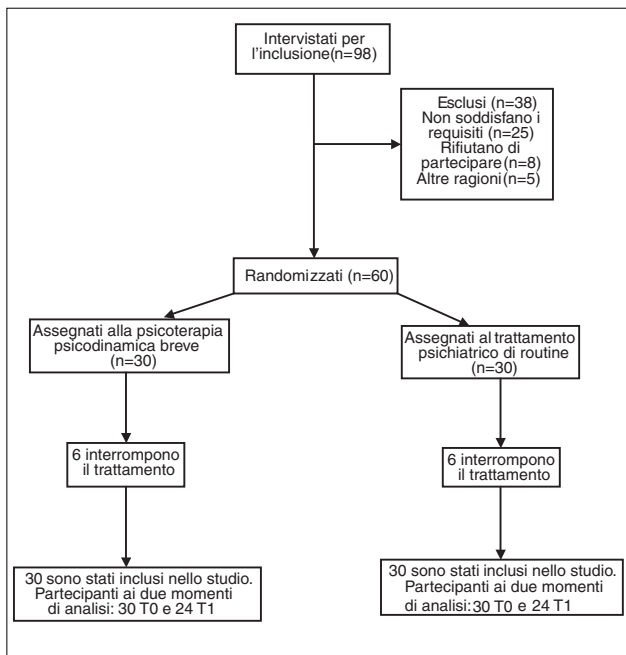 Intervistati per
l'inclusione(n=98)
Esclusi (n=38)
Non soddisfano i
requisiti (n=25)
Rifiutano di
partecipare(n=8)
Altre ragioni(n=5)
Randomizzati (n=60)
Assegnati alla psicoterapia
psicodinamica breve
(n=30)
Assegnati al trattamento
psichiatrico di routine
(n=30)
6 interrompono
il trattamento
6 interrompono
il trattamento
30 sono stati inclusi nello studio.
Partecipanti ai due momenti
di analisi: 30 T0 e 24 T1
30 sono stati inclusi nello studio.
Partecipanti ai due momenti
di analisi: 30 T0 e 24 T1